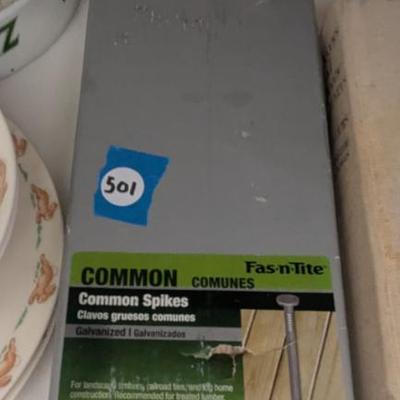 Z
501
Fas-n-Tite
COMMON COMUNES
Common Spikes
Clavos gruesos comunes
Galvanized | Galvanizados
For landscape timbers, railroad ties, and log home
construction. Recommended for treated lumber.